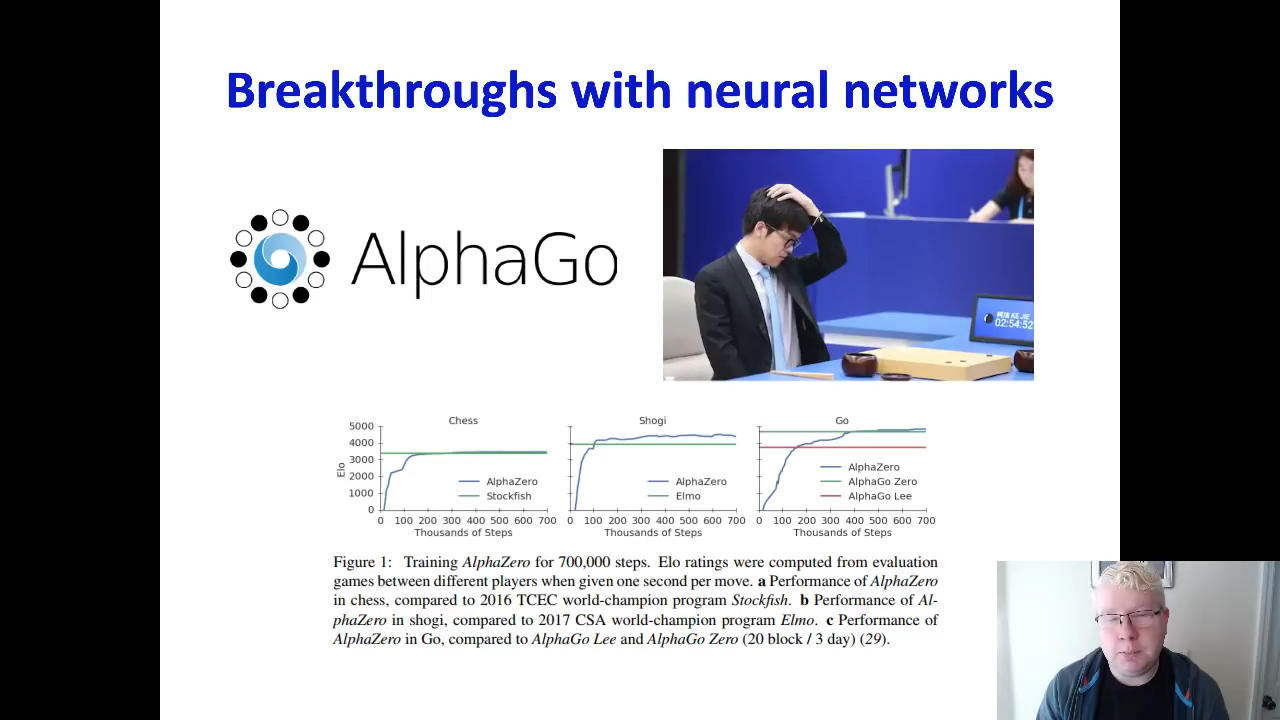 Breakthroughs with neural networks
AlphaGo
KE JIE
02:54:52
Chess
Shogi
Go
Elo
5000
4000
3000
2000
1000
0
AlphaZero
Stockfish
AlphaZero
Elmo
AlphaZero
AlphaGo Zero
AlphaGo Lee
0 100 200 300 400 500 600 700
0 100 200 300 400 500 600 700
0 100 200 300 400 500 600 700
Thousands of Steps
Thousands of Steps
Thousands of Steps
Figure 1: Training AlphaZero for 700,000 steps. Elo ratings were computed from evaluation
games between different players when given one second per move. a Performance of AlphaZero
in chess, compared to 2016 TCEC world-champion program Stockfish. b Performance of Al-
phaZero in shogi, compared to 2017 CSA world-champion program Elmo. c Performance of
AlphaZero in Go, compared to AlphaGo Lee and AlphaGo Zero (20 block / 3 day) (29).